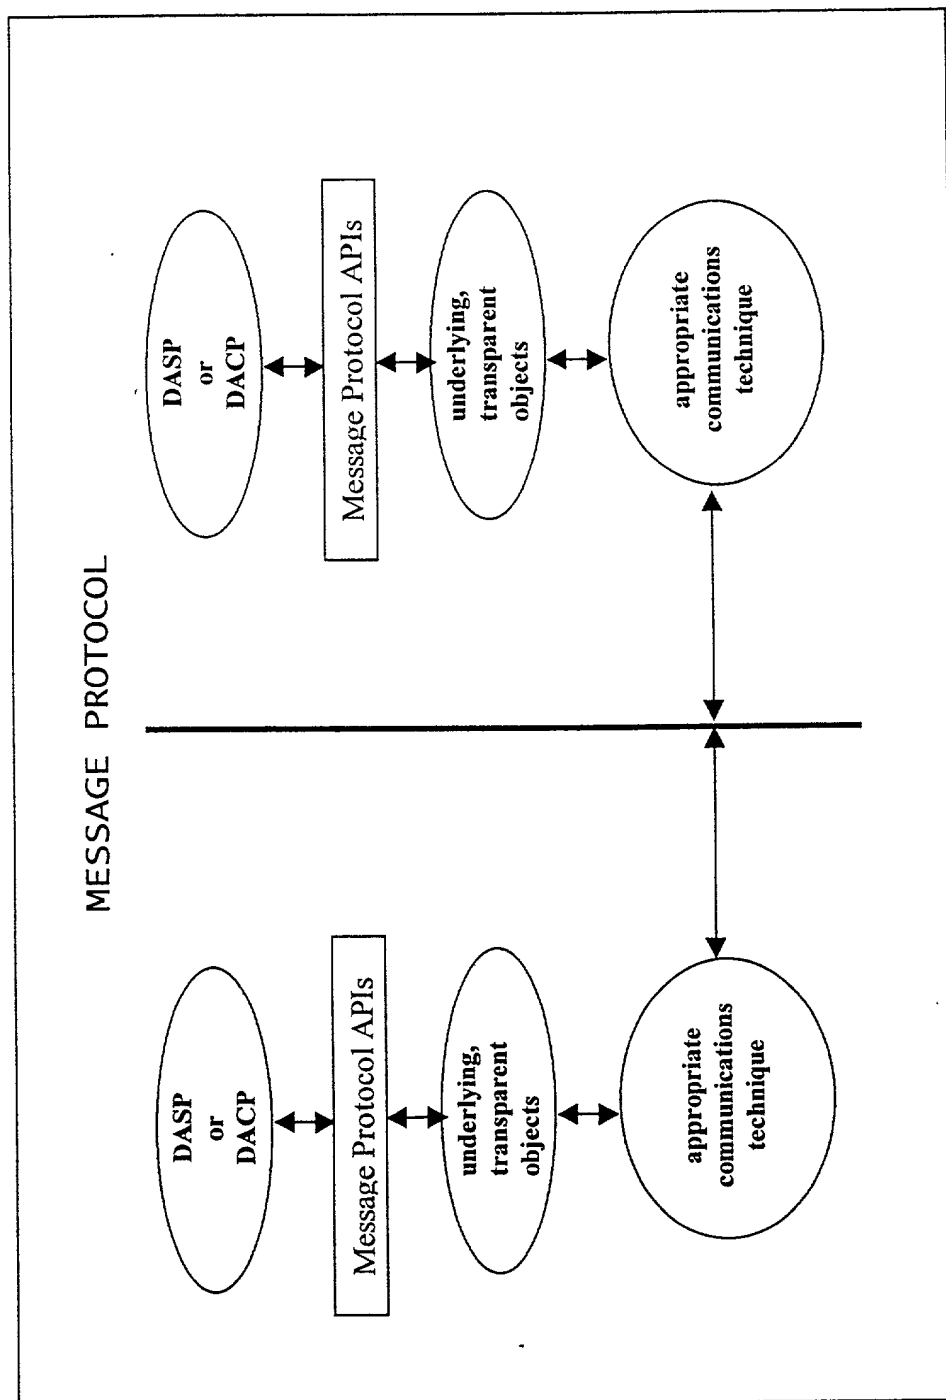 MESSAGE PROTOCOL
DASP
or
DACP
Message Protocol APIs
underlying,
transparent
objects
appropriate
communications
technique
DASP
or
DACP
Message Protocol APIs
underlying,
transparent
objects
appropriate
communications
technique